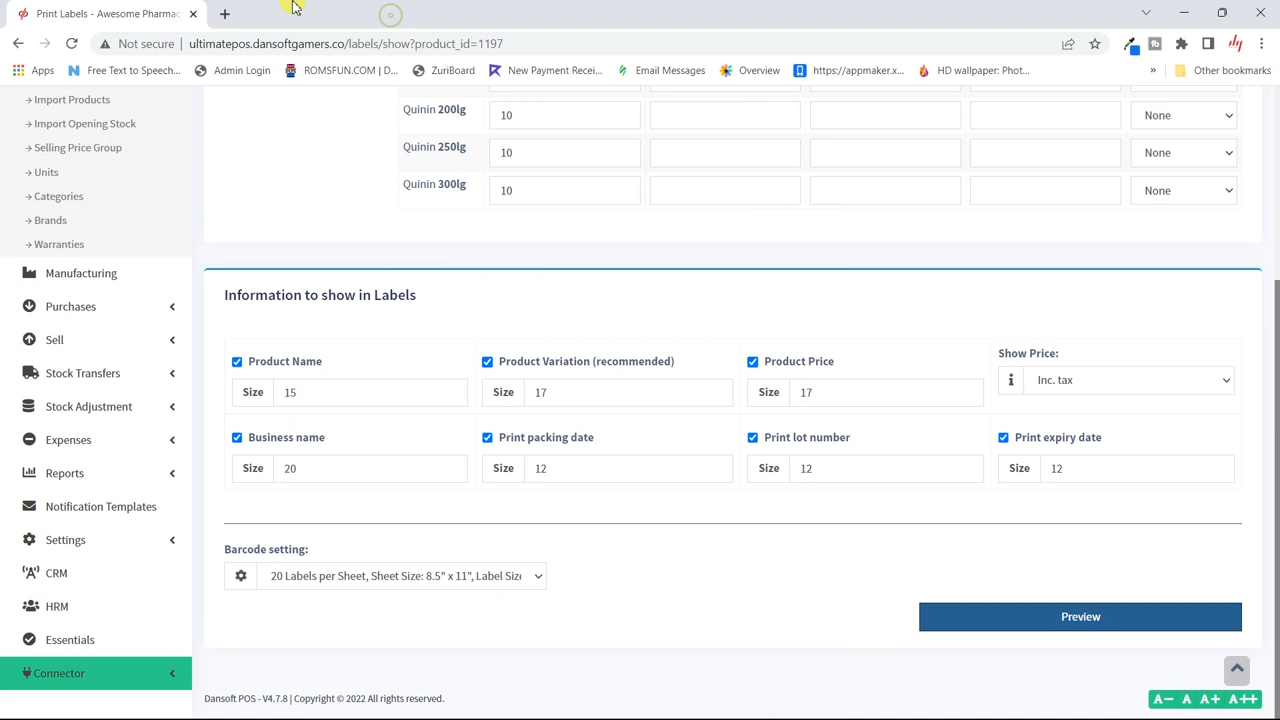 Print Labels - Awesome Pharmac
Not secure
ultimatepos.dansoftgamers.co/labels/show?product_id=1197
Apps
Free Text to Speech...
Admin Login
ROMSFUN.COM | D...
ZuriBoard
New Payment Recei...
Email Messages
Overview
https://appmaker.x...
HD wallpaper: Phot...
»
Other bookmarks
Import Products
Import Opening Stock
Selling Price Group
Units
Categories
Brands
Warranties
Manufacturing
Purchases
Sell
Stock Transfers
Stock Adjustment
Expenses
Reports
Notification Templates
Settings
CRM
HRM
Essentials
Connector
Quinin 200lg 10 None
Quinin 250lg 10 None
Quinin 300lg 10 None
Information to show in Labels
Product Name
Size 15
Product Variation (recommended)
Size 17
Product Price
Size 17
Show Price:
Inc. tax
Business name
Size 20
Print packing date
Size 12
Print lot number
Size 12
Print expiry date
Size 12
Barcode setting:
20 Labels per Sheet, Sheet Size: 8.5" x 11", Label Size
Preview
Dansoft POS - V4.7.8 | Copyright © 2022 All rights reserved.
A- A A+ A++